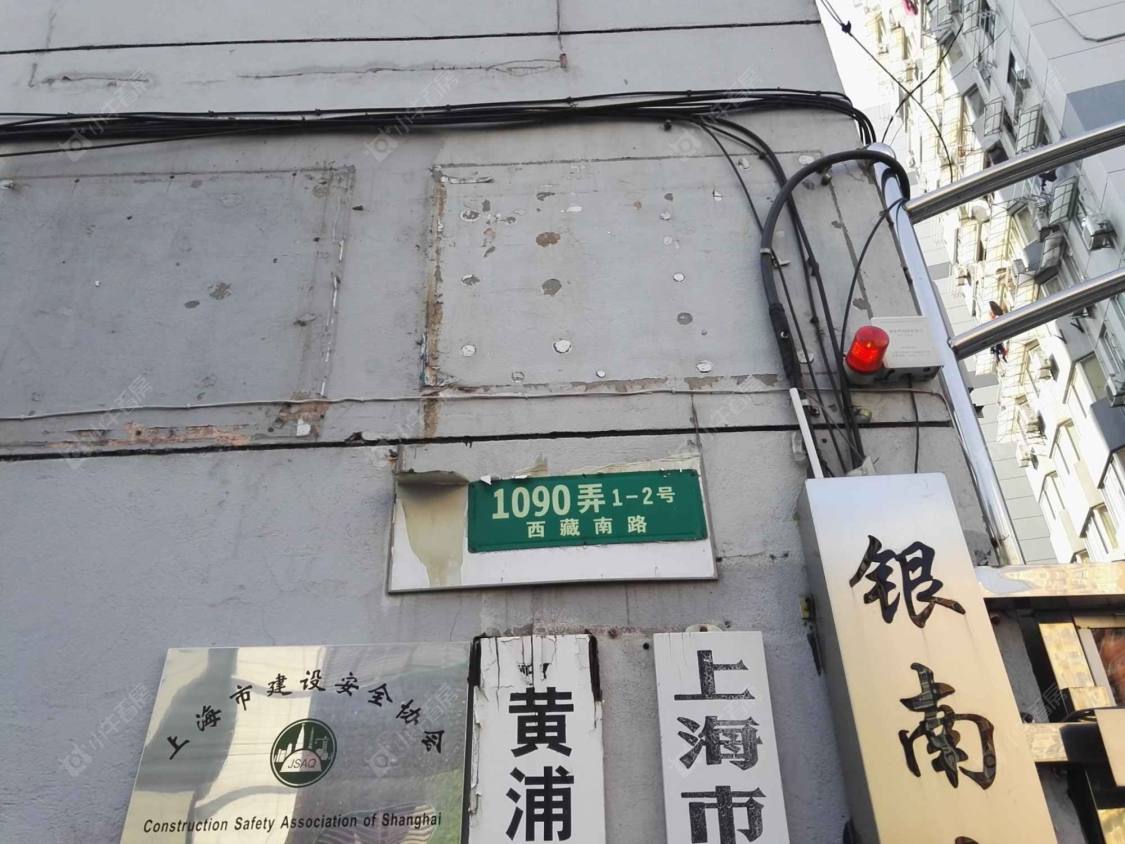 1090弄 1-2号
西藏南路
上海市建设安全协会
JSAQ
Construction Safety Association of Shanghai
黄浦
上海市
银南